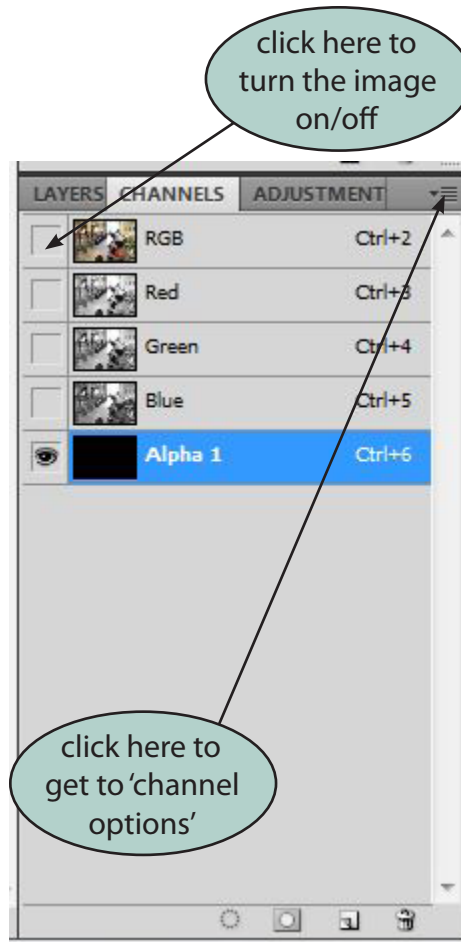 click here to
turn the image
on/off
LAYERS CHANNELS ADJUSTMENT
RGB Ctrl+2
Red Ctrl+3
Green Ctrl+4
Blue Ctrl+5
Alpha 1 Ctrl+6
click here to
get to ‘channel
options’